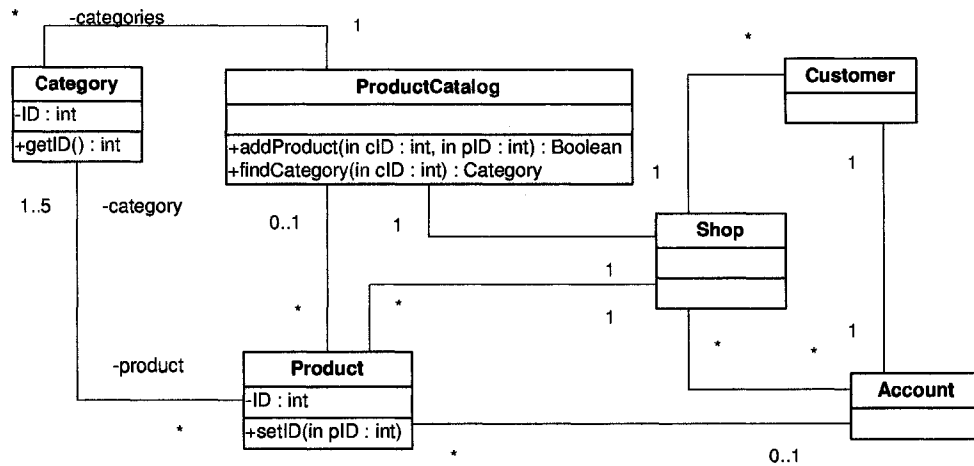 *
-categories
1
*
Category
-ID : int
+getID() : int
ProductCatalog
+addProduct(in cID : int, in pID : int) : Boolean
+findCategory(in cID : int) : Category
Customer
1..5
-category
0..1
1
1
1
Shop
1
*
*
1
*
*
1
-product
Product
-ID : int
+setID(in pID : int)
Account
*
*
0..1